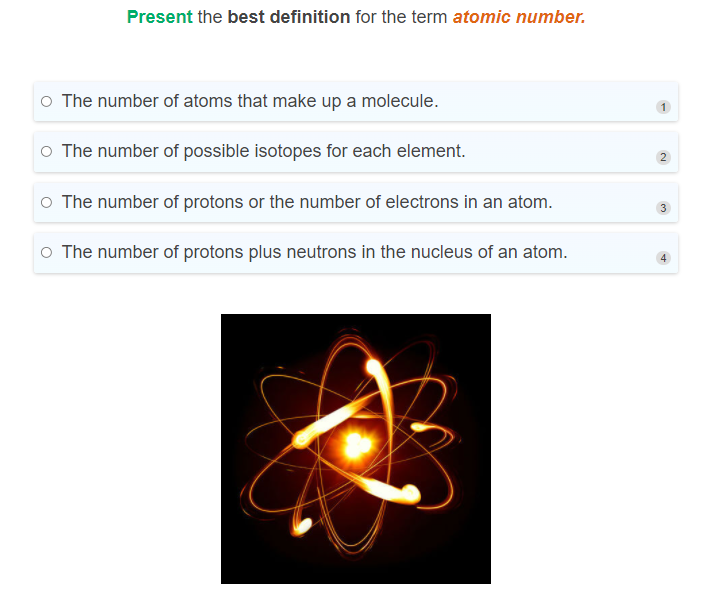 Present the best definition for the term atomic number.
The number of atoms that make up a molecule.
1
The number of possible isotopes for each element.
2
The number of protons or the number of electrons in an atom.
3
The number of protons plus neutrons in the nucleus of an atom.
4